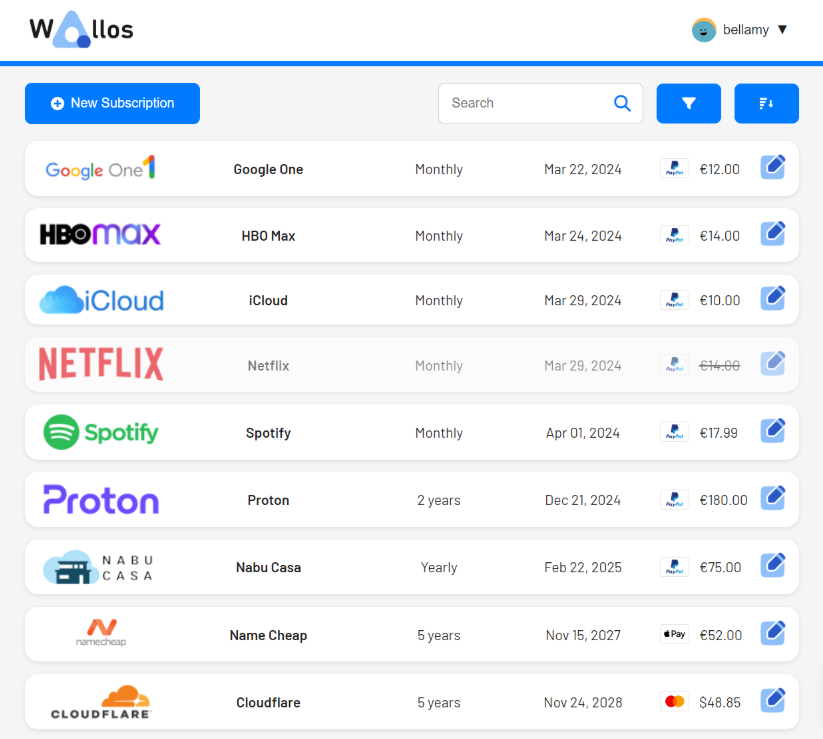 Wallos
bellamy
New Subscription
Search
Google One Google One Monthly Mar 22, 2024 PayPal €12.00
HBOmax HBO Max Monthly Mar 24, 2024 PayPal €14.00
iCloud iCloud Monthly Mar 29, 2024 PayPal €10.00
NETFLIX Netflix Monthly Mar 29, 2024 PayPal €14.00
Spotify Spotify Monthly Apr 01, 2024 PayPal €17.99
Proton Proton 2 years Dec 21, 2024 PayPal €180.00
NABU CASA Nabu Casa Yearly Feb 22, 2025 PayPal €75.00
namecheap Name Cheap 5 years Nov 15, 2027 Pay €52.00
CLOUDFLARE Cloudflare 5 years Nov 24, 2028 $48.85